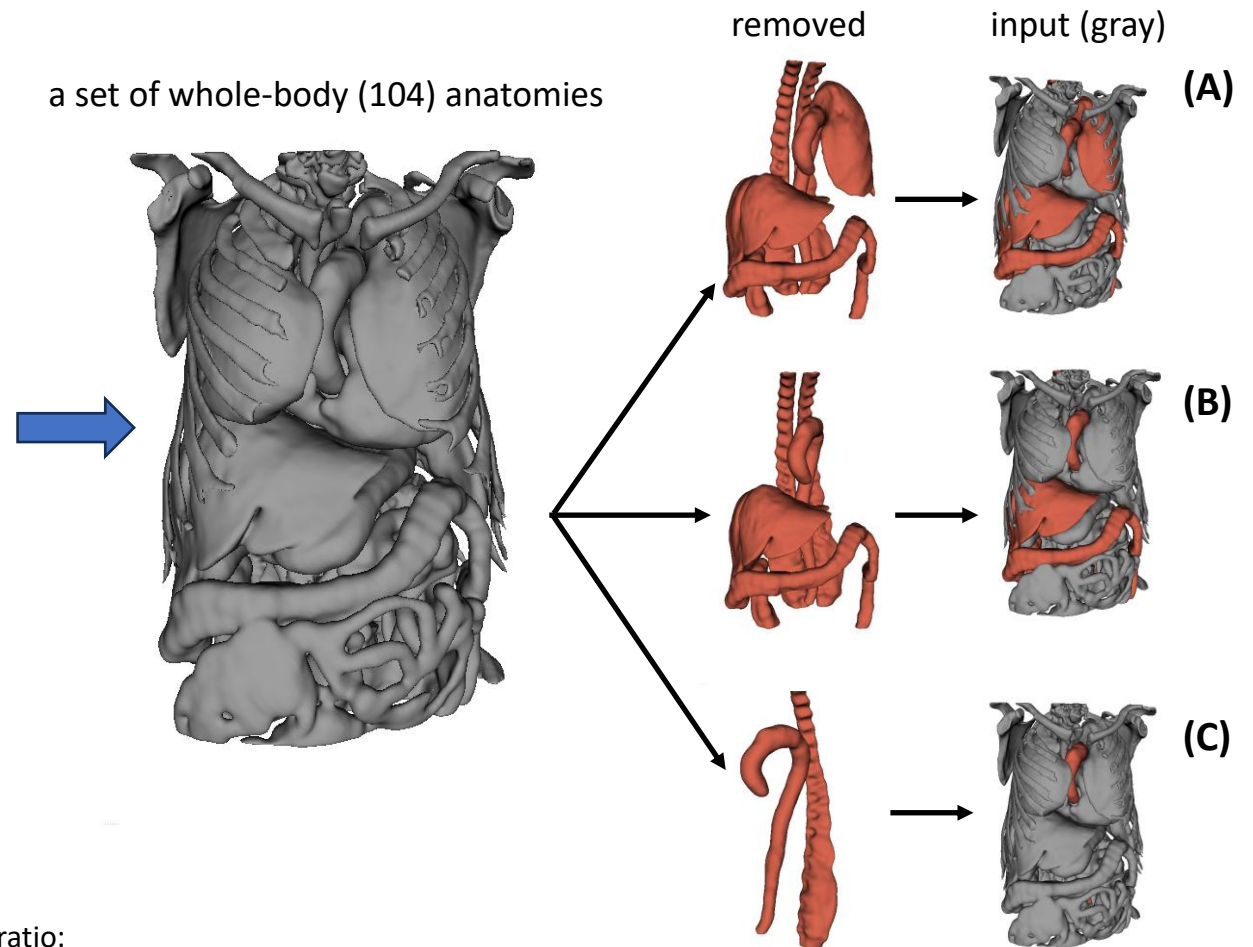 removed
input (gray)
(A)
a set of whole-body (104) anatomies
(B)
(C)
ratio: